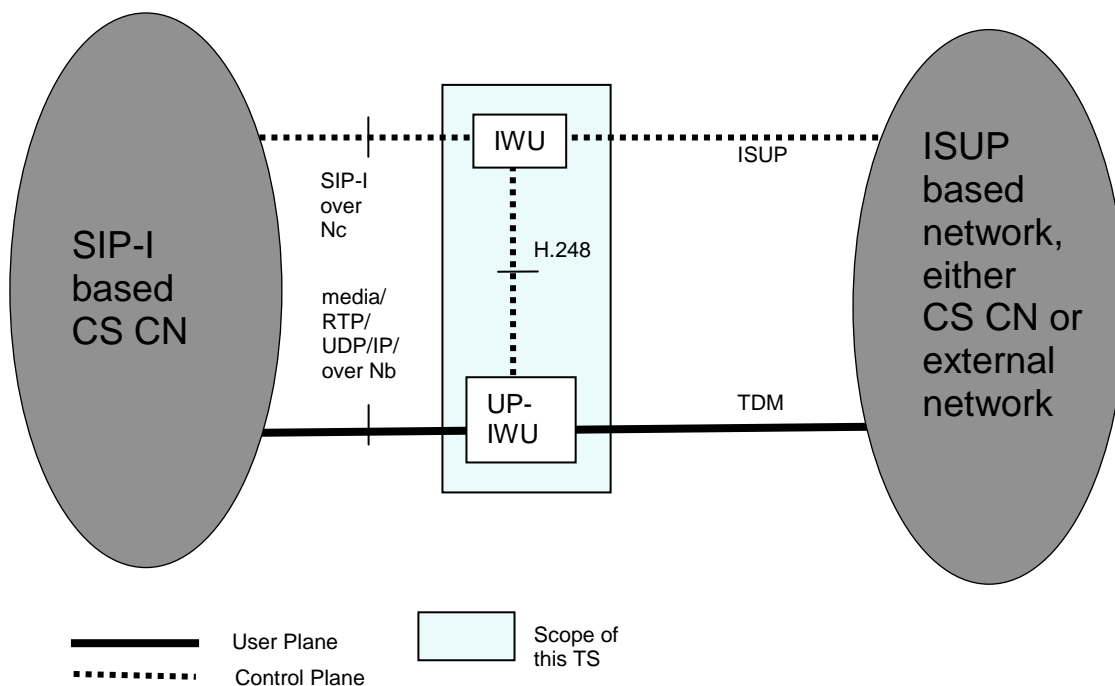 SIP-I
based
CS CN
SIP-I
over
Nc
media/
RTP/
UDP/IP/
over Nb
IWU
H.248
UP-
IWU
ISUP
TDM
ISUP
based
network,
either
CS CN or
external
network
User Plane
Control Plane
Scope of
this TS